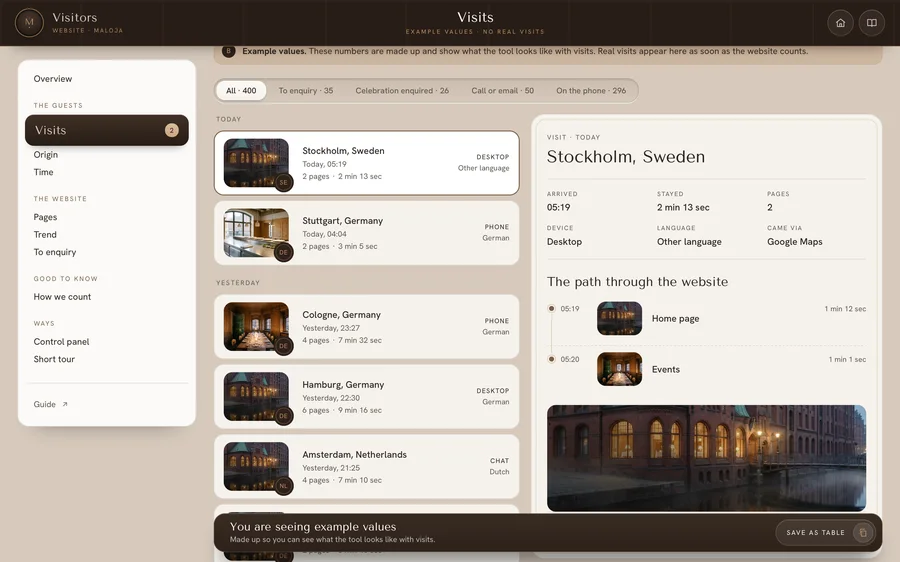 M
Visitors
WEBSITE · MALOJA
Visits
EXAMPLE VALUES · NO REAL VISITS
B Example values. These numbers are made up and show what the tool looks like with visits. Real visits appear here as soon as the website counts.
Overview
THE GUESTS
Visits 2
Origin
Time
THE WEBSITE
Pages
Trend
To enquiry
GOOD TO KNOW
How we count
WAYS
Control panel
Short tour
Guide ↗
All · 400 To enquiry · 35 Celebration enquired · 26 Call or email · 50 On the phone · 296
TODAY
Stockholm, Sweden
Today, 05:19
2 pages · 2 min 13 sec
DESKTOP
Other language
SE
Stuttgart, Germany
Today, 04:04
2 pages · 3 min 5 sec
PHONE
German
DE
YESTERDAY
Cologne, Germany
Yesterday, 23:27
4 pages · 7 min 32 sec
PHONE
German
DE
Hamburg, Germany
Yesterday, 22:30
6 pages · 9 min 16 sec
DESKTOP
German
DE
Amsterdam, Netherlands
Yesterday, 21:25
4 pages · 7 min 10 sec
CHAT
Dutch
NL
DE
VISIT · TODAY
Stockholm, Sweden
ARRIVED STAYED PAGES
05:19 2 min 13 sec 2
DEVICE LANGUAGE CAME VIA
Desktop Other language Google Maps
The path through the website
05:19 Home page 1 min 12 sec
05:20 Events 1 min 1 sec
You are seeing example values
Made up so you can see what the tool looks like with visits.
SAVE AS TABLE